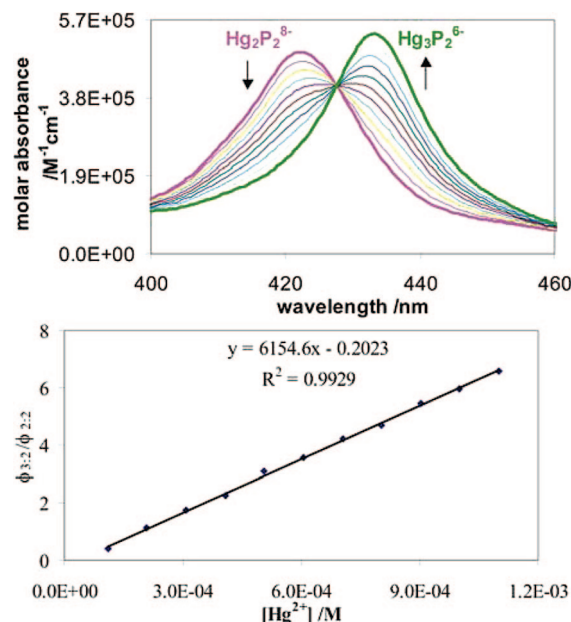 molar absorbance
/M⁻¹cm⁻¹
5.7E+05
3.8E+05
1.9E+05
0.0E+00
Hg₂P₂⁸⁻
Hg₃P₂⁶⁻
400 420 440 460
wavelength /nm
y = 6154.6x - 0.2023
R² = 0.9929
ϕ₃:₂/ϕ₂:₂
8
6
4
2
0
0.0E+00 3.0E-04 6.0E-04 9.0E-04 1.2E-03
[Hg²⁺] /M